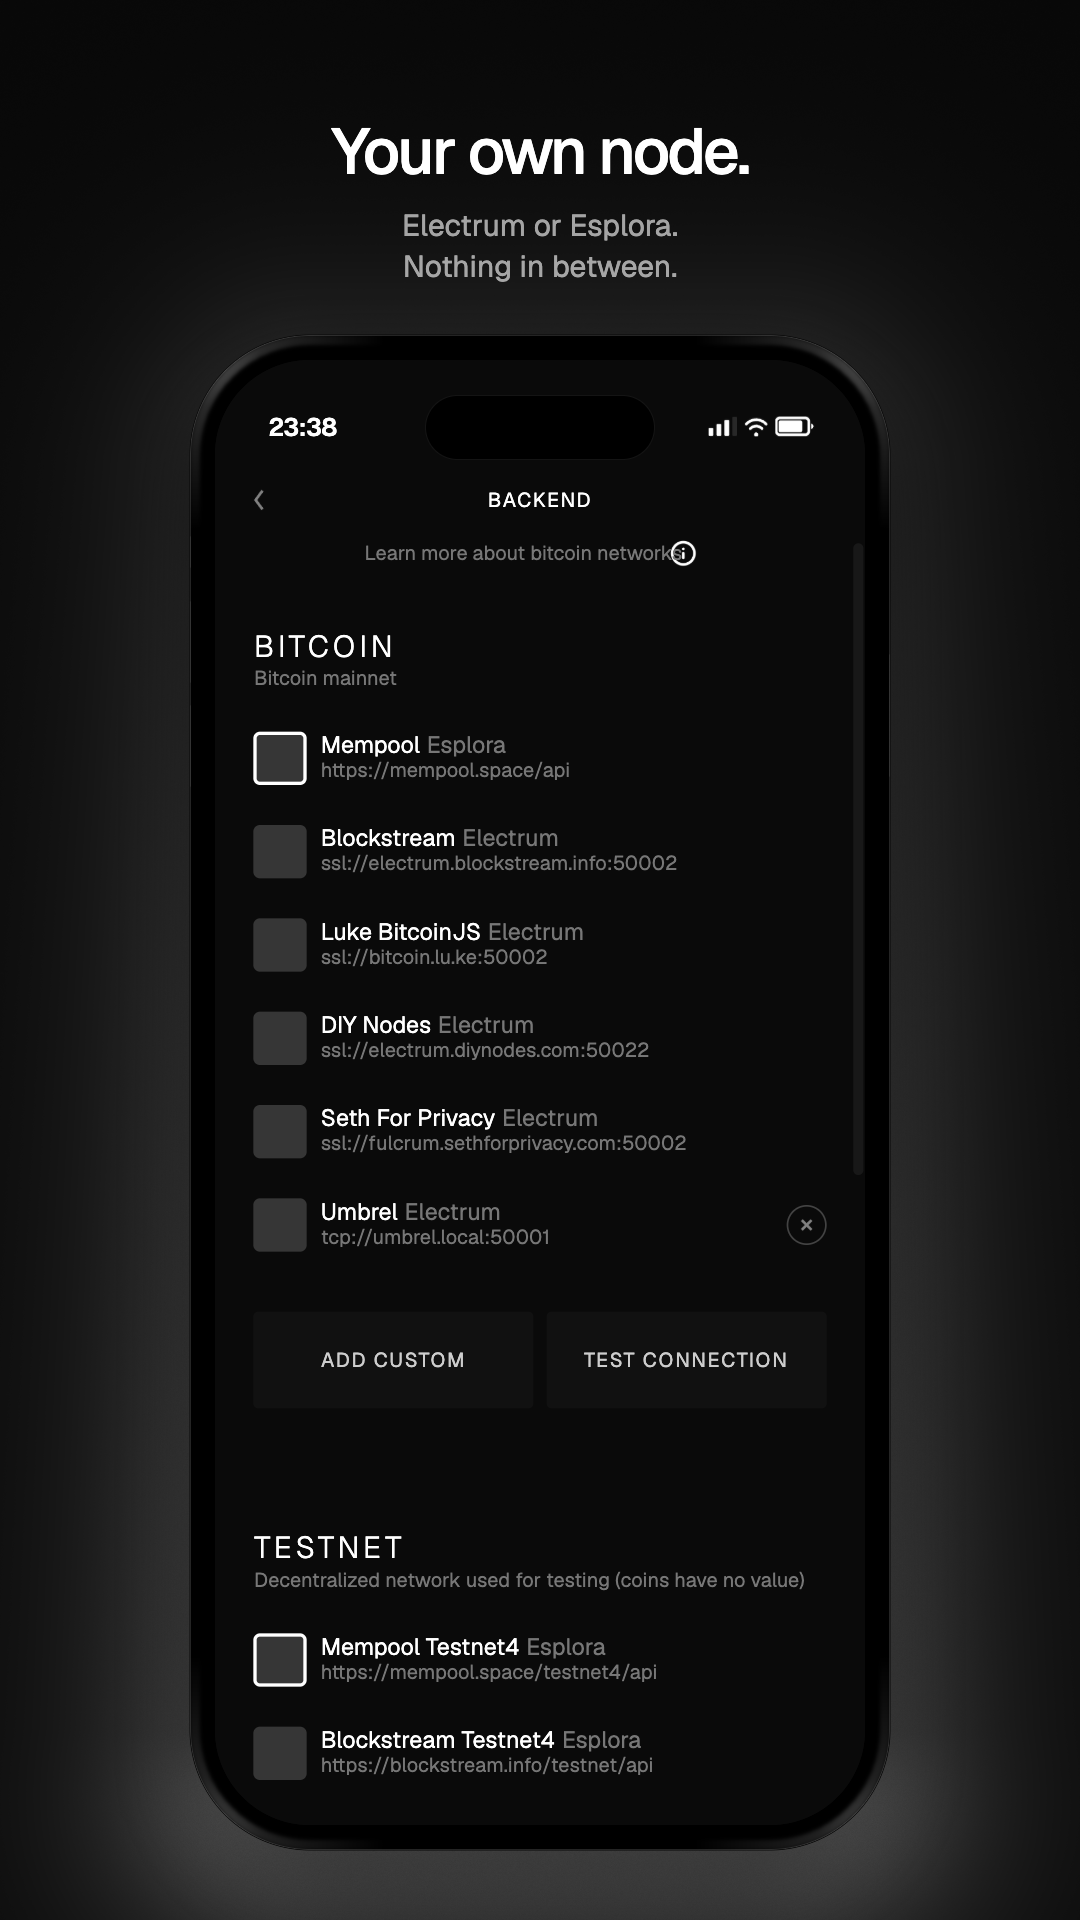 Your own node.
Electrum or Esplora.
Nothing in between.
23:38
BACKEND
Learn more about bitcoin networks
BITCOIN
Bitcoin mainnet
Mempool Esplora
https://mempool.space/api
Blockstream Electrum
ssl://electrum.blockstream.info:50002
Luke BitcoinJS Electrum
ssl://bitcoin.lu.ke:50002
DIY Nodes Electrum
ssl://electrum.diynodes.com:50022
Seth For Privacy Electrum
ssl://fulcrum.sethforprivacy.com:50002
Umbrel Electrum
tcp://umbrel.local:50001
ADD CUSTOM
TEST CONNECTION
TESTNET
Decentralized network used for testing (coins have no value)
Mempool Testnet4 Esplora
https://mempool.space/testnet4/api
Blockstream Testnet4 Esplora
https://blockstream.info/testnet/api